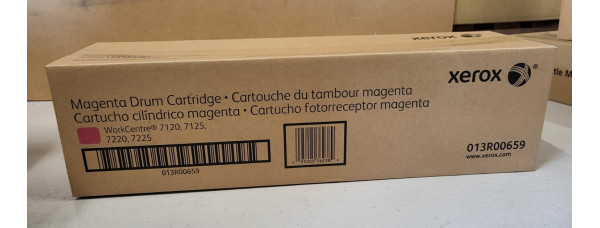 xerox
Magenta Drum Cartridge • Cartouche du tambour magenta
Cartucho cilíndrico magenta • Cartucho fotorreceptor magenta
WorkCentre® 7120, 7125,
7220, 7225
013R00659
013R00659
www.xerox.com
tle M